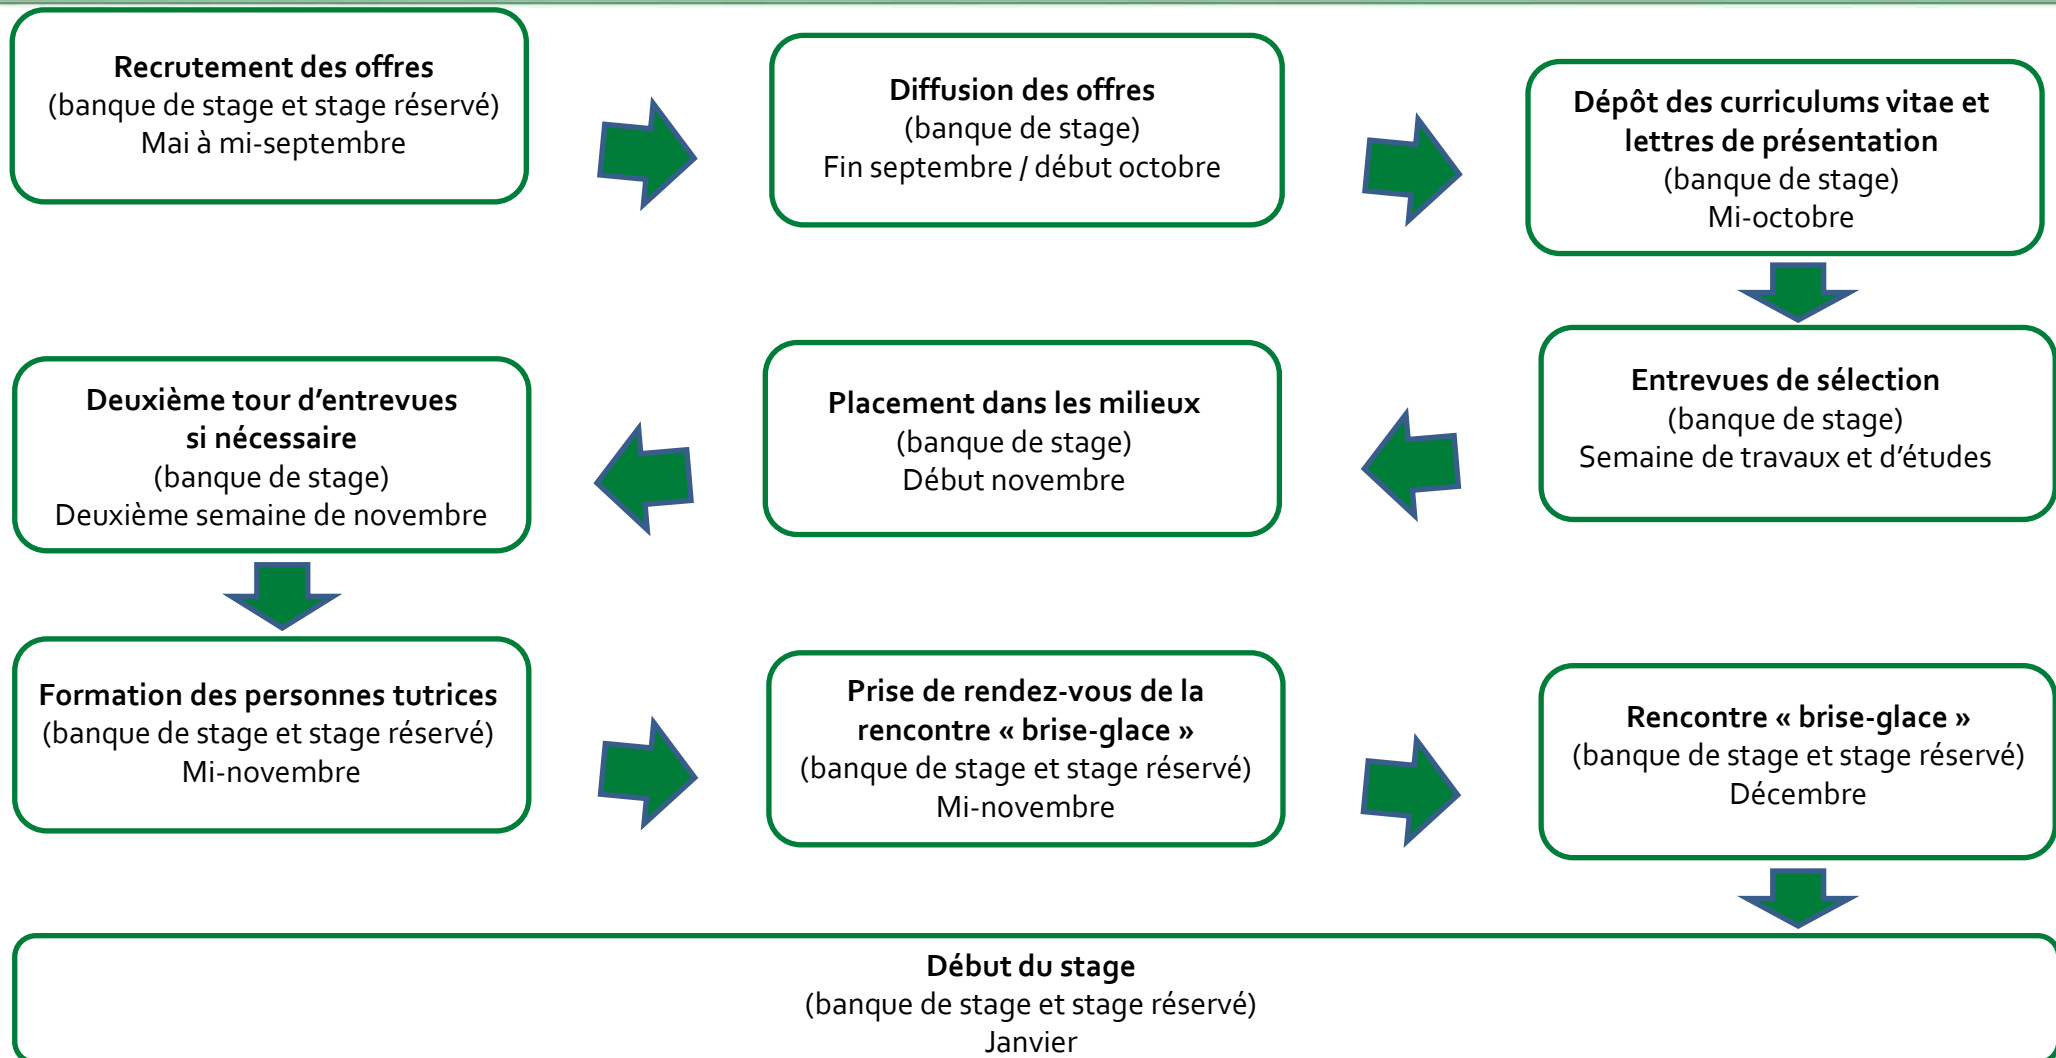 Recrutement des offres
(banque de stage et stage réservé)
Mai à mi-septembre
Diffusion des offres
(banque de stage)
Fin septembre / début octobre
Dépôt des curriculums vitae et
lettres de présentation
(banque de stage)
Mi-octobre
Entrevues de sélection
(banque de stage)
Semaine de travaux et d’études
Placement dans les milieux
(banque de stage)
Début novembre
Deuxième tour d’entrevues
si nécessaire
(banque de stage)
Deuxième semaine de novembre
Formation des personnes tutrices
(banque de stage et stage réservé)
Mi-novembre
Prise de rendez-vous de la
rencontre « brise-glace »
(banque de stage et stage réservé)
Mi-novembre
Rencontre « brise-glace »
(banque de stage et stage réservé)
Décembre
Début du stage
(banque de stage et stage réservé)
Janvier